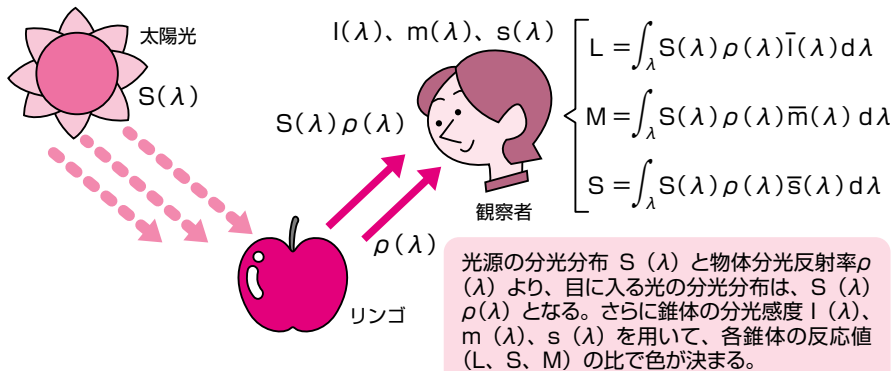 太陽光
S(λ)
l(λ)、m(λ)、s(λ)
S(λ)ρ(λ)
観察者
ρ(λ)
リンゴ
L =∫λS(λ)ρ(λ)l̅(λ)dλ
M =∫λS(λ)ρ(λ)m̅(λ)dλ
S =∫λS(λ)ρ(λ)s̅(λ)dλ
光源の分光分布 S(λ)と物体分光反射率ρ
(λ)より、目に入る光の分光分布は、S(λ)
ρ(λ)となる。さらに錐体の分光感度 l(λ)、
m(λ)、s(λ)を用いて、各錐体の反応値
(L、S、M)の比で色が決まる。